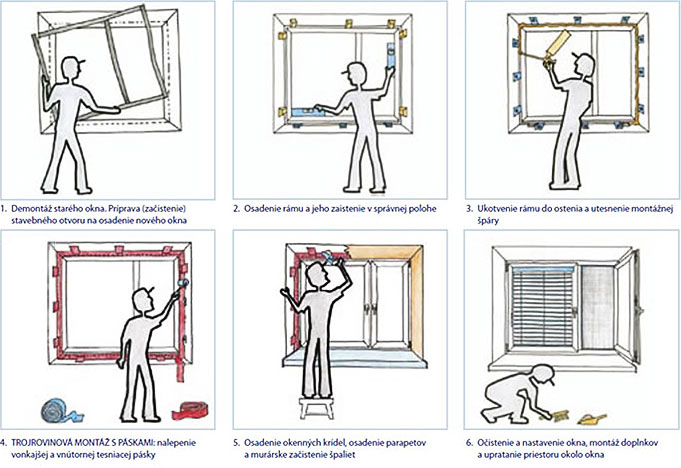 1. Demontáž starého okna. Príprava (začistenie)
stavebného otvoru na osadenie nového okna
2. Osadenie rámu a jeho zaistenie v správnej polohe
3. Ukotvenie rámu do ostenia a utesnenie montážnej
špáry
4. TROJROVINOVÁ MONTÁŽ S PÁSKAMI: nalepenie
vonkajšej a vnútornej tesniacej pásky
5. Osadenie okenných krídel, osadenie parapetov
a murárske začistenie špaliet
6. Očistenie a nastavenie okna, montáž doplnkov
a upratanie priestoru okolo okna